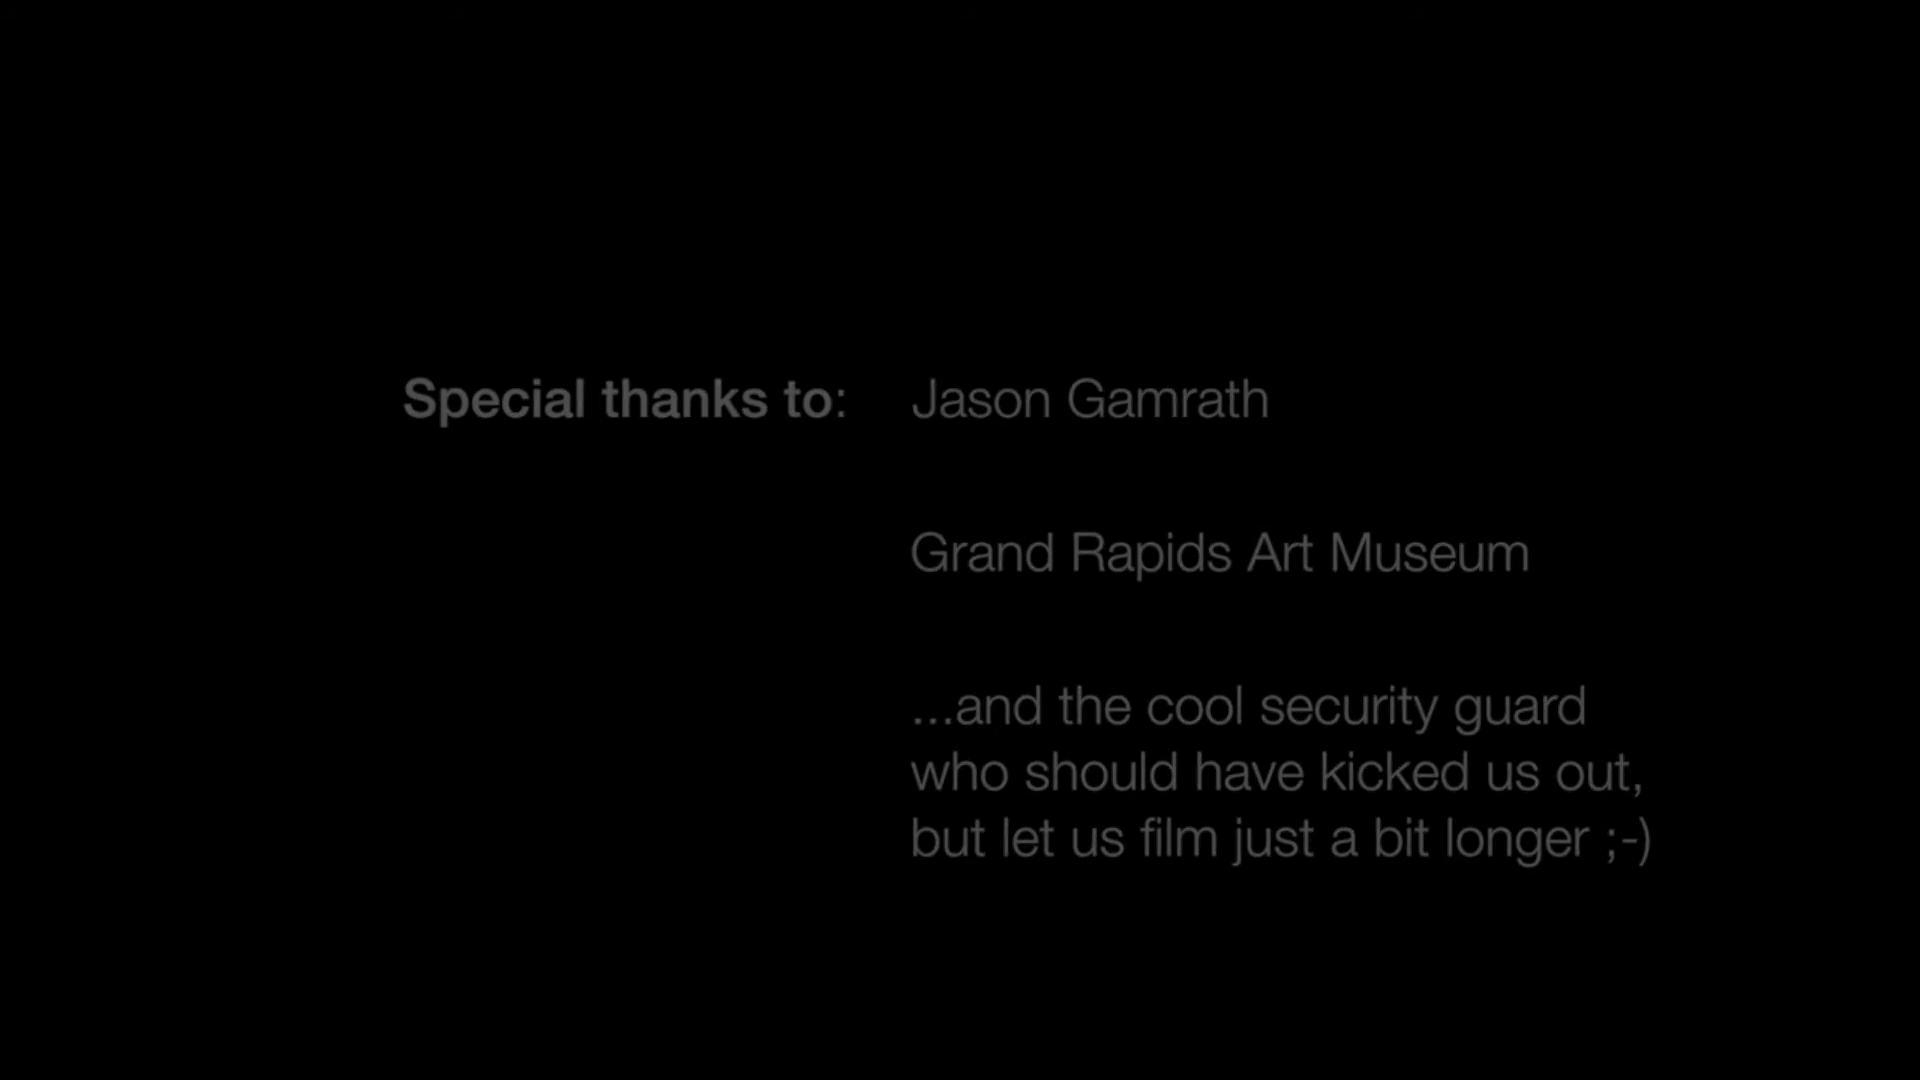 Special thanks to: Jason Gamrath
Grand Rapids Art Museum
...and the cool security guard
who should have kicked us out,
but let us film just a bit longer ;-)